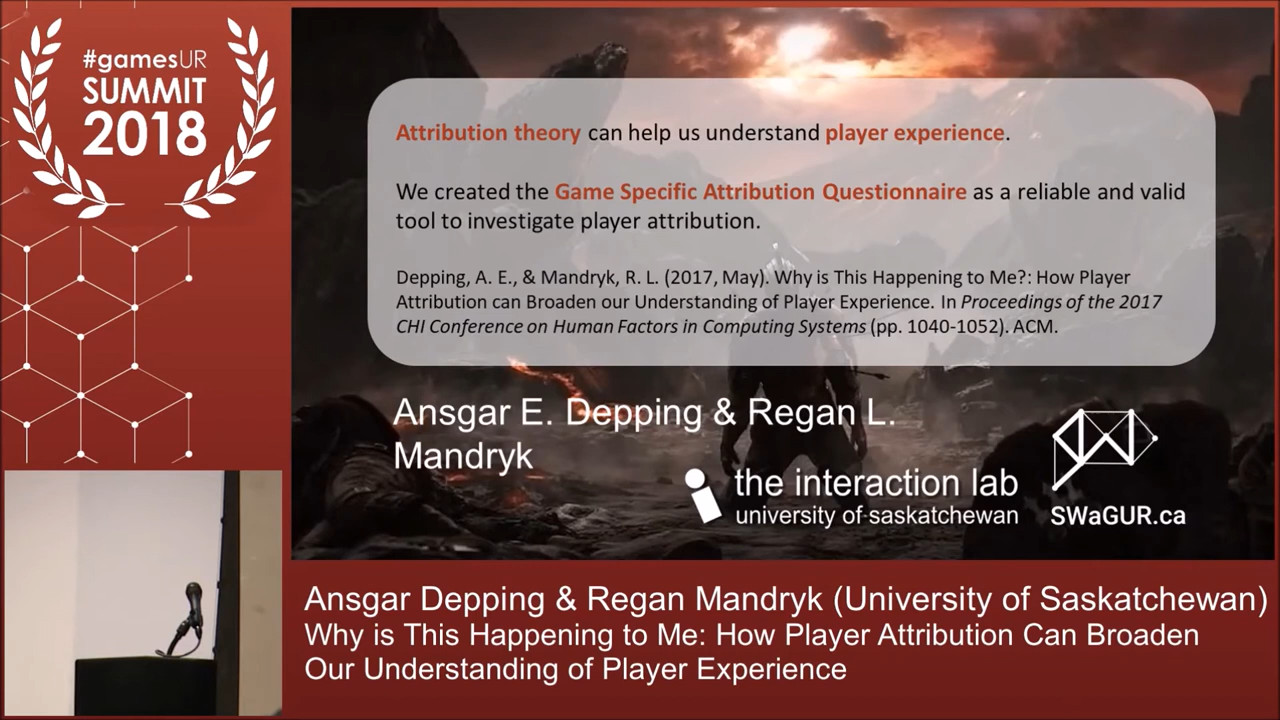 #gamesUR
SUMMIT
2018
Attribution theory can help us understand player experience.
We created the Game Specific Attribution Questionnaire as a reliable and valid
tool to investigate player attribution.
Depping, A. E., & Mandryk, R. L. (2017, May). Why is This Happening to Me?: How Player
Attribution can Broaden our Understanding of Player Experience. In Proceedings of the 2017
CHI Conference on Human Factors in Computing Systems (pp. 1040-1052). ACM.
Ansgar E. Depping & Regan L.
Mandryk
the interaction lab
university of saskatchewan
SWaGUR.ca
Ansgar Depping & Regan Mandryk (University of Saskatchewan)
Why is This Happening to Me: How Player Attribution Can Broaden
Our Understanding of Player Experience